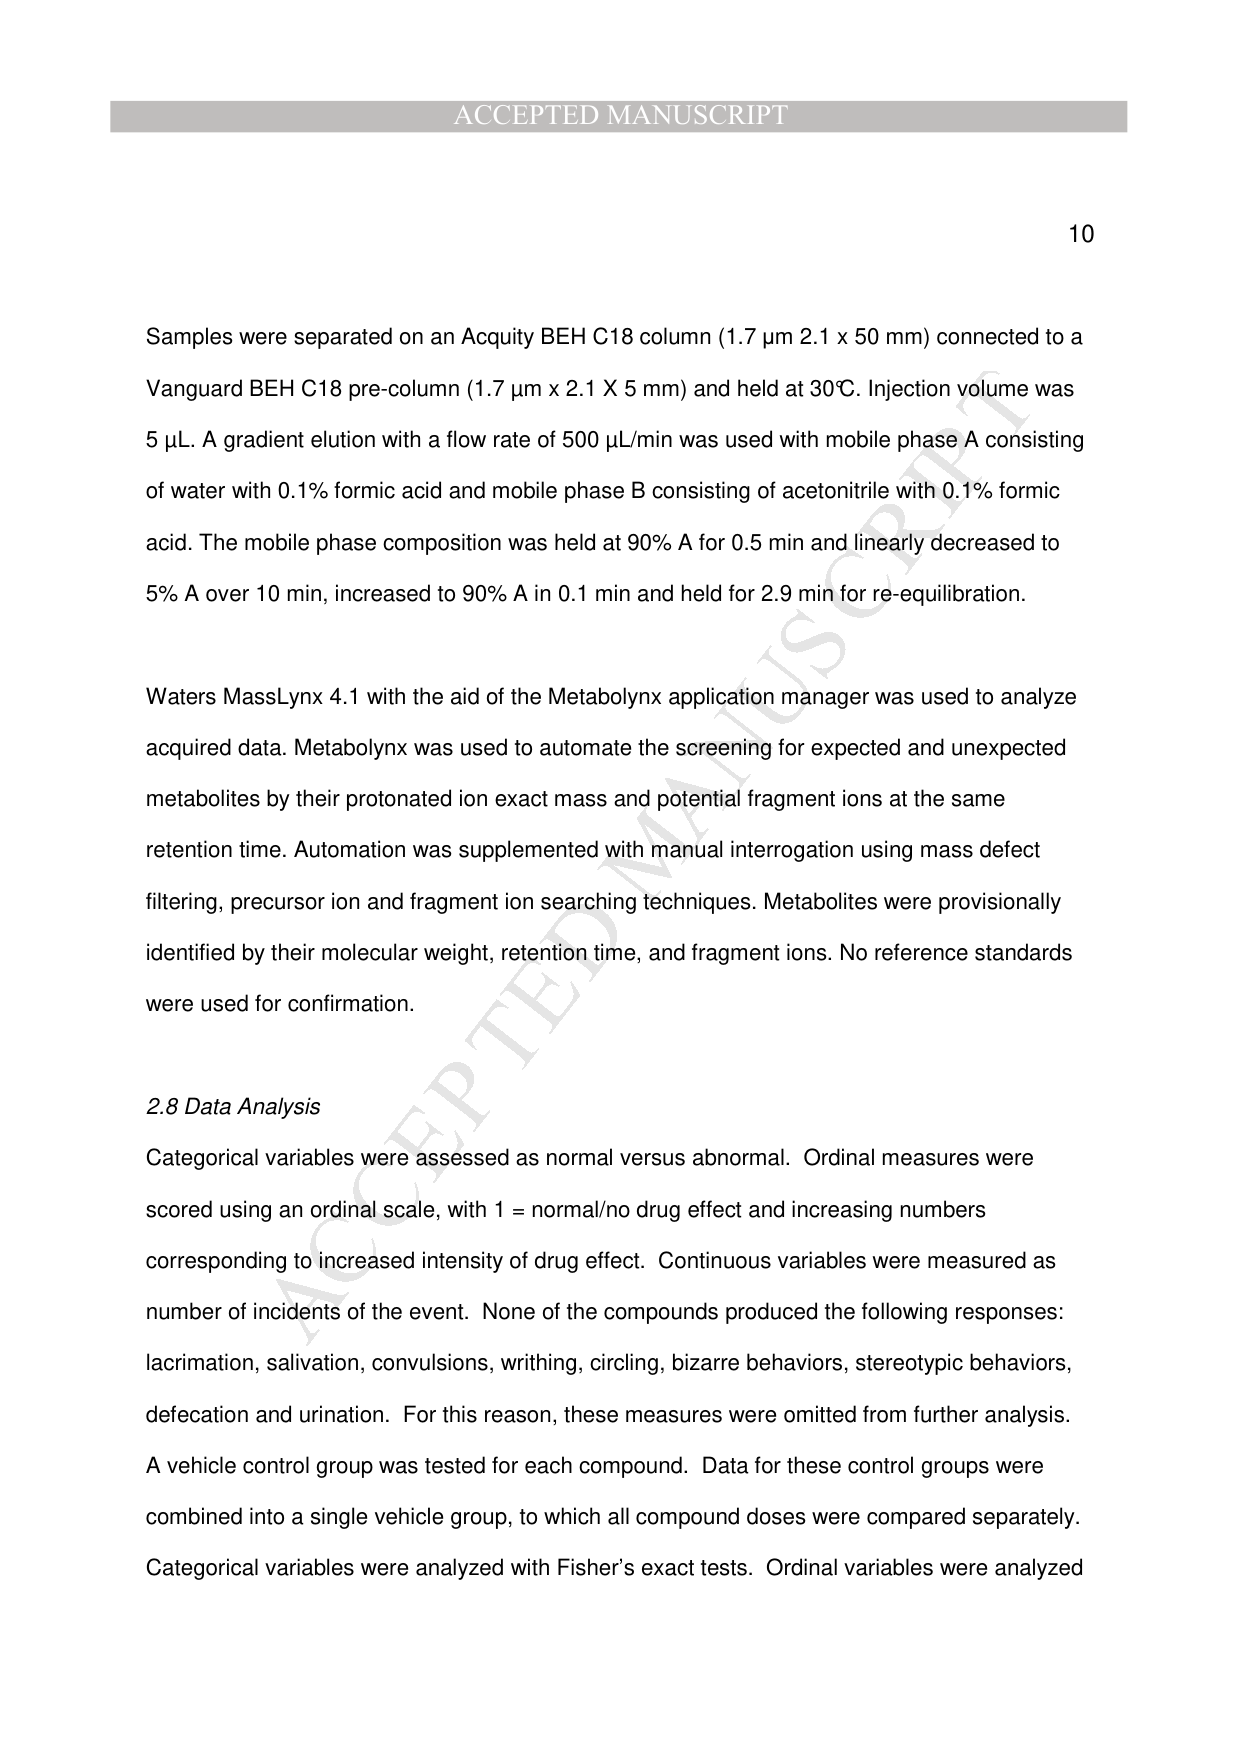 ACCEPTED MANUSCRIPT
10
Samples were separated on an Acquity BEH C18 column (1.7 µm 2.1 x 50 mm) connected to a
Vanguard BEH C18 pre-column (1.7 µm x 2.1 X 5 mm) and held at 30°C. Injection volume was
5 µL. A gradient elution with a flow rate of 500 µL/min was used with mobile phase A consisting
of water with 0.1% formic acid and mobile phase B consisting of acetonitrile with 0.1% formic
acid. The mobile phase composition was held at 90% A for 0.5 min and linearly decreased to
5% A over 10 min, increased to 90% A in 0.1 min and held for 2.9 min for re-equilibration.
Waters MassLynx 4.1 with the aid of the Metabolynx application manager was used to analyze
acquired data. Metabolynx was used to automate the screening for expected and unexpected
metabolites by their protonated ion exact mass and potential fragment ions at the same
retention time. Automation was supplemented with manual interrogation using mass defect
filtering, precursor ion and fragment ion searching techniques. Metabolites were provisionally
identified by their molecular weight, retention time, and fragment ions. No reference standards
were used for confirmation.
2.8 Data Analysis
Categorical variables were assessed as normal versus abnormal.  Ordinal measures were
scored using an ordinal scale, with 1 = normal/no drug effect and increasing numbers
corresponding to increased intensity of drug effect.  Continuous variables were measured as
number of incidents of the event.  None of the compounds produced the following responses:
lacrimation, salivation, convulsions, writhing, circling, bizarre behaviors, stereotypic behaviors,
defecation and urination.  For this reason, these measures were omitted from further analysis.
A vehicle control group was tested for each compound.  Data for these control groups were
combined into a single vehicle group, to which all compound doses were compared separately.
Categorical variables were analyzed with Fisher's exact tests.  Ordinal variables were analyzed
ACCEPTED MANUSCRIPT